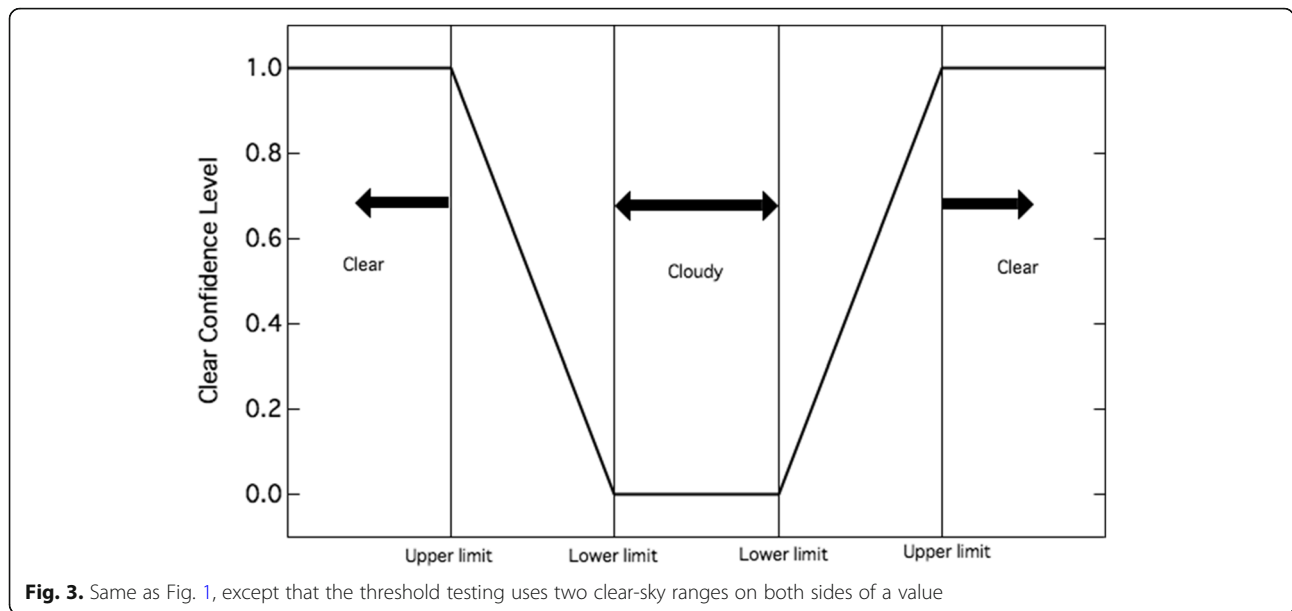 1.0
0.8
0.6
0.4
0.2
0.0
Clear Confidence Level
Clear
Cloudy
Clear
Upper limit
Lower limit
Lower limit
Upper limit
Fig. 3. Same as Fig. 1, except that the threshold testing uses two clear-sky ranges on both sides of a value